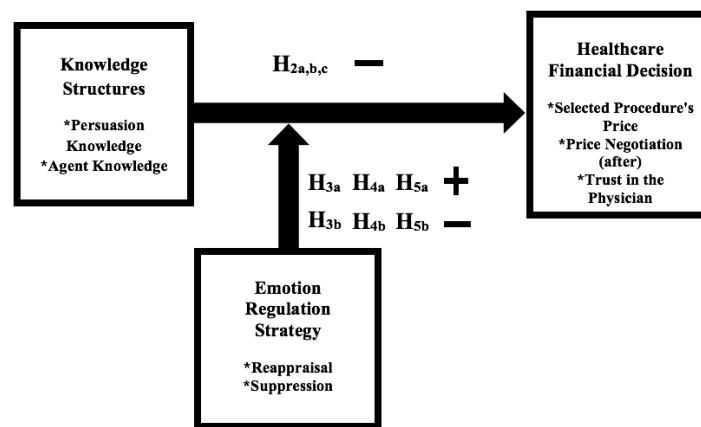 Knowledge
Structures
*Persuasion
Knowledge
*Agent Knowledge
H2a,b,c −
Healthcare
Financial Decision
*Selected Procedure's
Price
*Price Negotiation
(after)
*Trust in the
Physician
H3a H4a H5a +
H3b H4b H5b −
Emotion
Regulation
Strategy
*Reappraisal
*Suppression